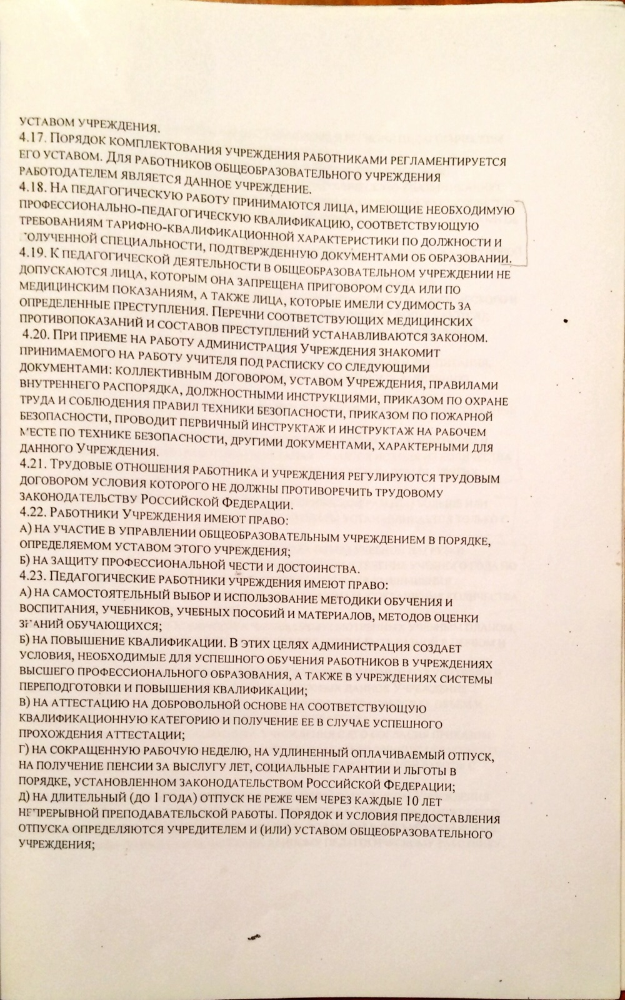 УСТАВОМ УЧРЕЖДЕНИЯ.
4.17. ПОРЯДОК КОМПЛЕКТОВАНИЯ УЧРЕЖДЕНИЯ РАБОТНИКАМИ РЕГЛАМЕНТИРУЕТСЯ
ЕГО УСТАВОМ. ДЛЯ РАБОТНИКОВ ОБЩЕОБРАЗОВАТЕЛЬНОГО УЧРЕЖДЕНИЯ
РАБОТОДАТЕЛЕМ ЯВЛЯЕТСЯ ДАННОЕ УЧРЕЖДЕНИЕ.
4.18. НА ПЕДАГОГИЧЕСКУЮ РАБОТУ ПРИНИМАЮТСЯ ЛИЦА, ИМЕЮЩИЕ НЕОБХОДИМУЮ
ПРОФЕССИОНАЛЬНО-ПЕДАГОГИЧЕСКУЮ КВАЛИФИКАЦИЮ, СООТВЕТСТВУЮЩУЮ
ТРЕБОВАНИЯМ ТАРИФНО-КВАЛИФИКАЦИОННОЙ ХАРАКТЕРИСТИКИ ПО ДОЛЖНОСТИ И
ПОЛУЧЕННОЙ СПЕЦИАЛЬНОСТИ, ПОДТВЕРЖДЕННУЮ ДОКУМЕНТАМИ ОБ ОБРАЗОВАНИИ.
4.19. К ПЕДАГОГИЧЕСКОЙ ДЕЯТЕЛЬНОСТИ В ОБЩЕОБРАЗОВАТЕЛЬНОМ УЧРЕЖДЕНИИ НЕ
ДОПУСКАЮТСЯ ЛИЦА, КОТОРЫМ ОНА ЗАПРЕЩЕНА ПРИГОВОРОМ СУДА ИЛИ ПО
МЕДИЦИНСКИМ ПОКАЗАНИЯМ, А ТАКЖЕ ЛИЦА, КОТОРЫЕ ИМЕЛИ СУДИМОСТЬ ЗА
ОПРЕДЕЛЕННЫЕ ПРЕСТУПЛЕНИЯ. ПЕРЕЧНИ СООТВЕТСТВУЮЩИХ МЕДИЦИНСКИХ
ПРОТИВОПОКАЗАНИЙ И СОСТАВОВ ПРЕСТУПЛЕНИЙ УСТАНАВЛИВАЮТСЯ ЗАКОНОМ.
4.20. ПРИ ПРИЕМЕ НА РАБОТУ АДМИНИСТРАЦИЯ УЧРЕЖДЕНИЯ ЗНАКОМИТ
ПРИНИМАЕМОГО НА РАБОТУ УЧИТЕЛЯ ПОД РАСПИСКУ СО СЛЕДУЮЩИМИ
ДОКУМЕНТАМИ: КОЛЛЕКТИВНЫМ ДОГОВОРОМ, УСТАВОМ УЧРЕЖДЕНИЯ, ПРАВИЛАМИ
ВНУТРЕННЕГО РАСПОРЯДКА, ДОЛЖНОСТНЫМИ ИНСТРУКЦИЯМИ, ПРИКАЗОМ ПО ОХРАНЕ
ТРУДА И СОБЛЮДЕНИЯ ПРАВИЛ ТЕХНИКИ БЕЗОПАСНОСТИ, ПРИКАЗОМ ПО ПОЖАРНОЙ
БЕЗОПАСНОСТИ, ПРОВОДИТ ПЕРВИЧНЫЙ ИНСТРУКТАЖ И ИНСТРУКТАЖ НА РАБОЧЕМ
МЕСТЕ ПО ТЕХНИКЕ БЕЗОПАСНОСТИ, ДРУГИМИ ДОКУМЕНТАМИ, ХАРАКТЕРНЫМИ ДЛЯ
ДАННОГО УЧРЕЖДЕНИЯ.
4.21. ТРУДОВЫЕ ОТНОШЕНИЯ РАБОТНИКА И УЧРЕЖДЕНИЯ РЕГУЛИРУЮТСЯ ТРУДОВЫМ
ДОГОВОРОМ УСЛОВИЯ КОТОРОГО НЕ ДОЛЖНЫ ПРОТИВОРЕЧИТЬ ТРУДОВОМУ
ЗАКОНОДАТЕЛЬСТВУ РОССИЙСКОЙ ФЕДЕРАЦИИ.
4.22. РАБОТНИКИ УЧРЕЖДЕНИЯ ИМЕЮТ ПРАВО:
А) НА УЧАСТИЕ В УПРАВЛЕНИИ ОБЩЕОБРАЗОВАТЕЛЬНЫМ УЧРЕЖДЕНИЕМ В ПОРЯДКЕ,
ОПРЕДЕЛЯЕМОМ УСТАВОМ ЭТОГО УЧРЕЖДЕНИЯ;
Б) НА ЗАЩИТУ ПРОФЕССИОНАЛЬНОЙ ЧЕСТИ И ДОСТОИНСТВА.
4.23. ПЕДАГОГИЧЕСКИЕ РАБОТНИКИ УЧРЕЖДЕНИЯ ИМЕЮТ ПРАВО:
А) НА САМОСТОЯТЕЛЬНЫЙ ВЫБОР И ИСПОЛЬЗОВАНИЕ МЕТОДИКИ ОБУЧЕНИЯ И
ВОСПИТАНИЯ, УЧЕБНИКОВ, УЧЕБНЫХ ПОСОБИЙ И МАТЕРИАЛОВ, МЕТОДОВ ОЦЕНКИ
ЗНАНИЙ ОБУЧАЮЩИХСЯ;
Б) НА ПОВЫШЕНИЕ КВАЛИФИКАЦИИ. В ЭТИХ ЦЕЛЯХ АДМИНИСТРАЦИЯ СОЗДАЕТ
УСЛОВИЯ, НЕОБХОДИМЫЕ ДЛЯ УСПЕШНОГО ОБУЧЕНИЯ РАБОТНИКОВ В УЧРЕЖДЕНИЯХ
ВЫСШЕГО ПРОФЕССИОНАЛЬНОГО ОБРАЗОВАНИЯ, А ТАКЖЕ В УЧРЕЖДЕНИЯХ СИСТЕМЫ
ПЕРЕПОДГОТОВКИ И ПОВЫШЕНИЯ КВАЛИФИКАЦИИ;
В) НА АТТЕСТАЦИЮ НА ДОБРОВОЛЬНОЙ ОСНОВЕ НА СООТВЕТСТВУЮЩУЮ
КВАЛИФИКАЦИОННУЮ КАТЕГОРИЮ И ПОЛУЧЕНИЕ ЕЕ В СЛУЧАЕ УСПЕШНОГО
ПРОХОЖДЕНИЯ АТТЕСТАЦИИ;
Г) НА СОКРАЩЕННУЮ РАБОЧУЮ НЕДЕЛЮ, НА УДЛИНЕННЫЙ ОПЛАЧИВАЕМЫЙ ОТПУСК,
НА ПОЛУЧЕНИЕ ПЕНСИИ ЗА ВЫСЛУГУ ЛЕТ, СОЦИАЛЬНЫЕ ГАРАНТИИ И ЛЬГОТЫ В
ПОРЯДКЕ, УСТАНОВЛЕННОМ ЗАКОНОДАТЕЛЬСТВОМ РОССИЙСКОЙ ФЕДЕРАЦИИ;
Д) НА ДЛИТЕЛЬНЫЙ (ДО 1 ГОДА) ОТПУСК НЕ РЕЖЕ ЧЕМ ЧЕРЕЗ КАЖДЫЕ 10 ЛЕТ
НЕПРЕРЫВНОЙ ПРЕПОДАВАТЕЛЬСКОЙ РАБОТЫ. ПОРЯДОК И УСЛОВИЯ ПРЕДОСТАВЛЕНИЯ
ОТПУСКА ОПРЕДЕЛЯЮТСЯ УЧРЕДИТЕЛЕМ И (ИЛИ) УСТАВОМ ОБЩЕОБРАЗОВАТЕЛЬНОГО
УЧРЕЖДЕНИЯ;